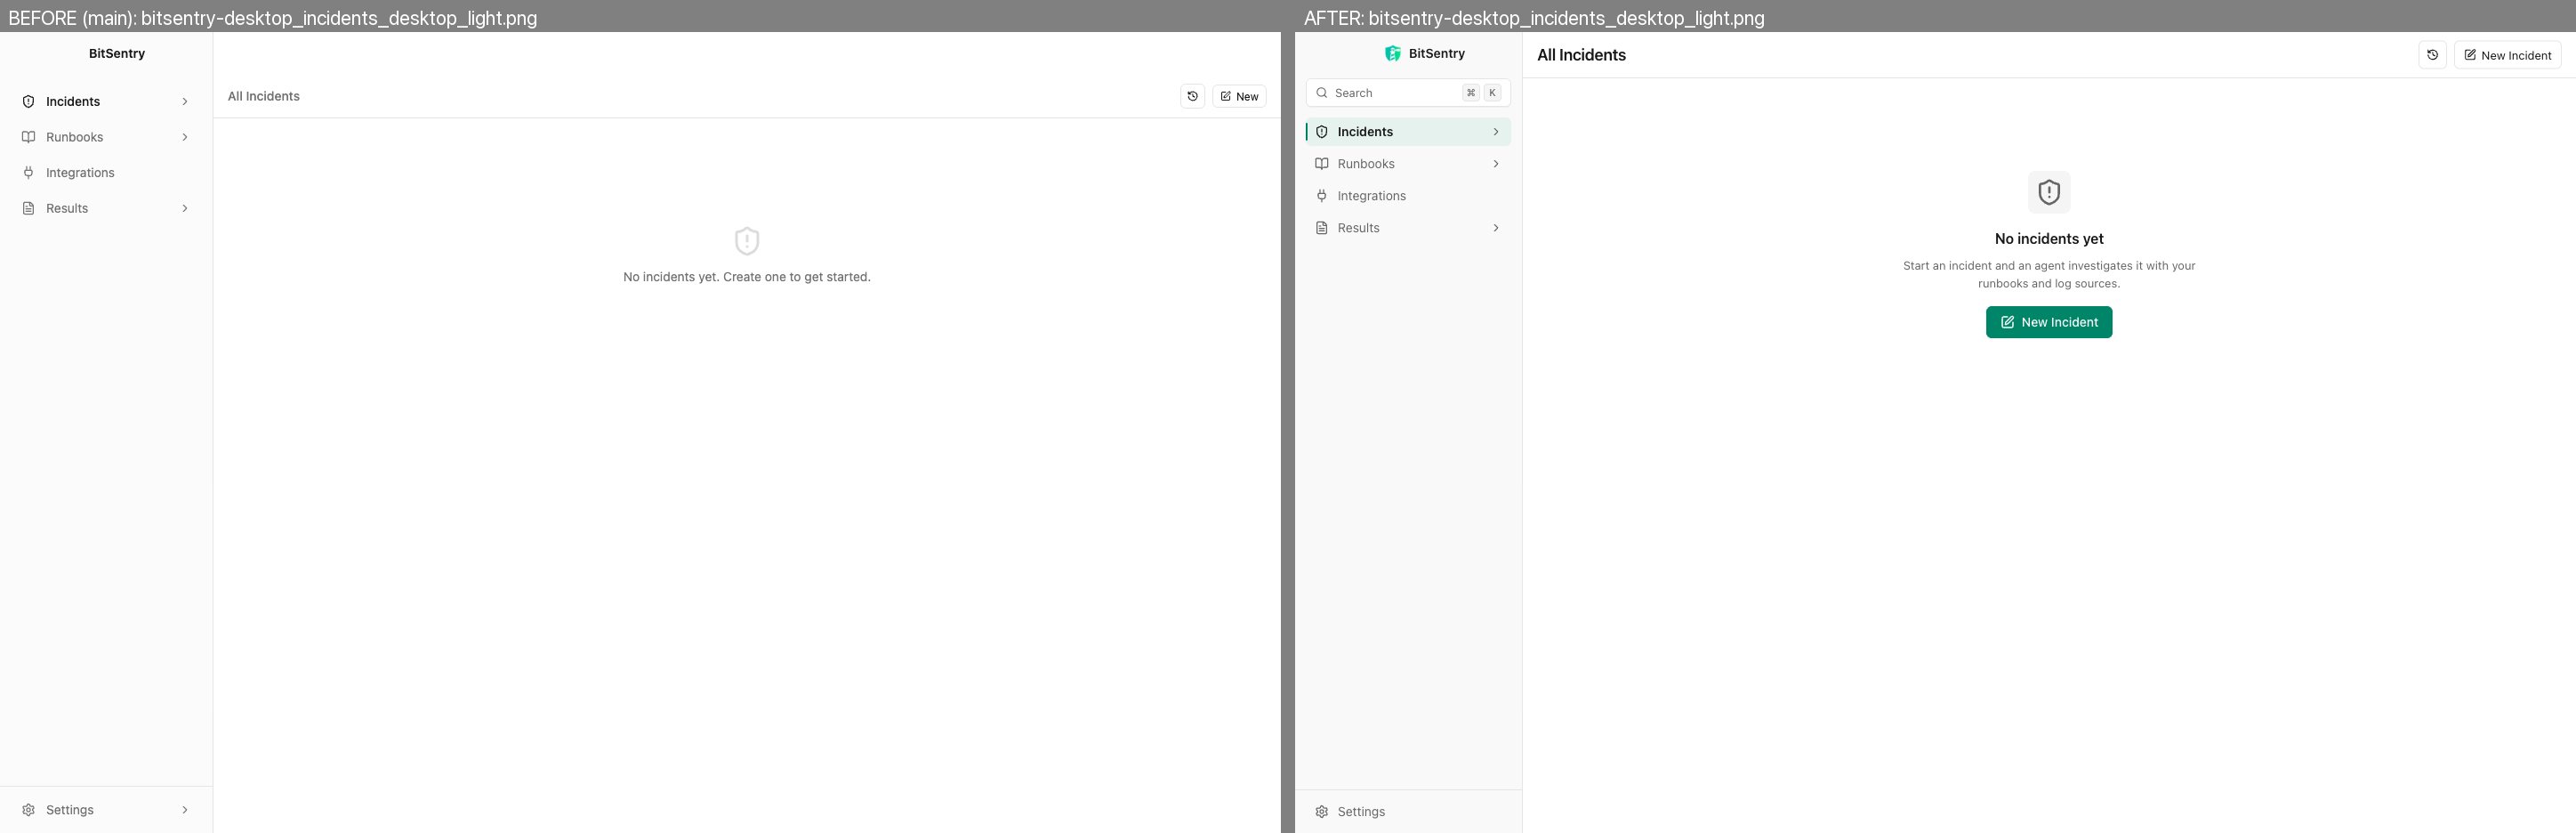 BEFORE (main): bitsentry-desktop_incidents_desktop_light.png
BitSentry
Incidents
Runbooks
Integrations
Results
Settings
All Incidents
New
No incidents yet. Create one to get started.
AFTER: bitsentry-desktop_incidents_desktop_light.png
BitSentry
Search ⌘ K
Incidents
Runbooks
Integrations
Results
Settings
All Incidents
New Incident
No incidents yet
Start an incident and an agent investigates it with your
runbooks and log sources.
New Incident